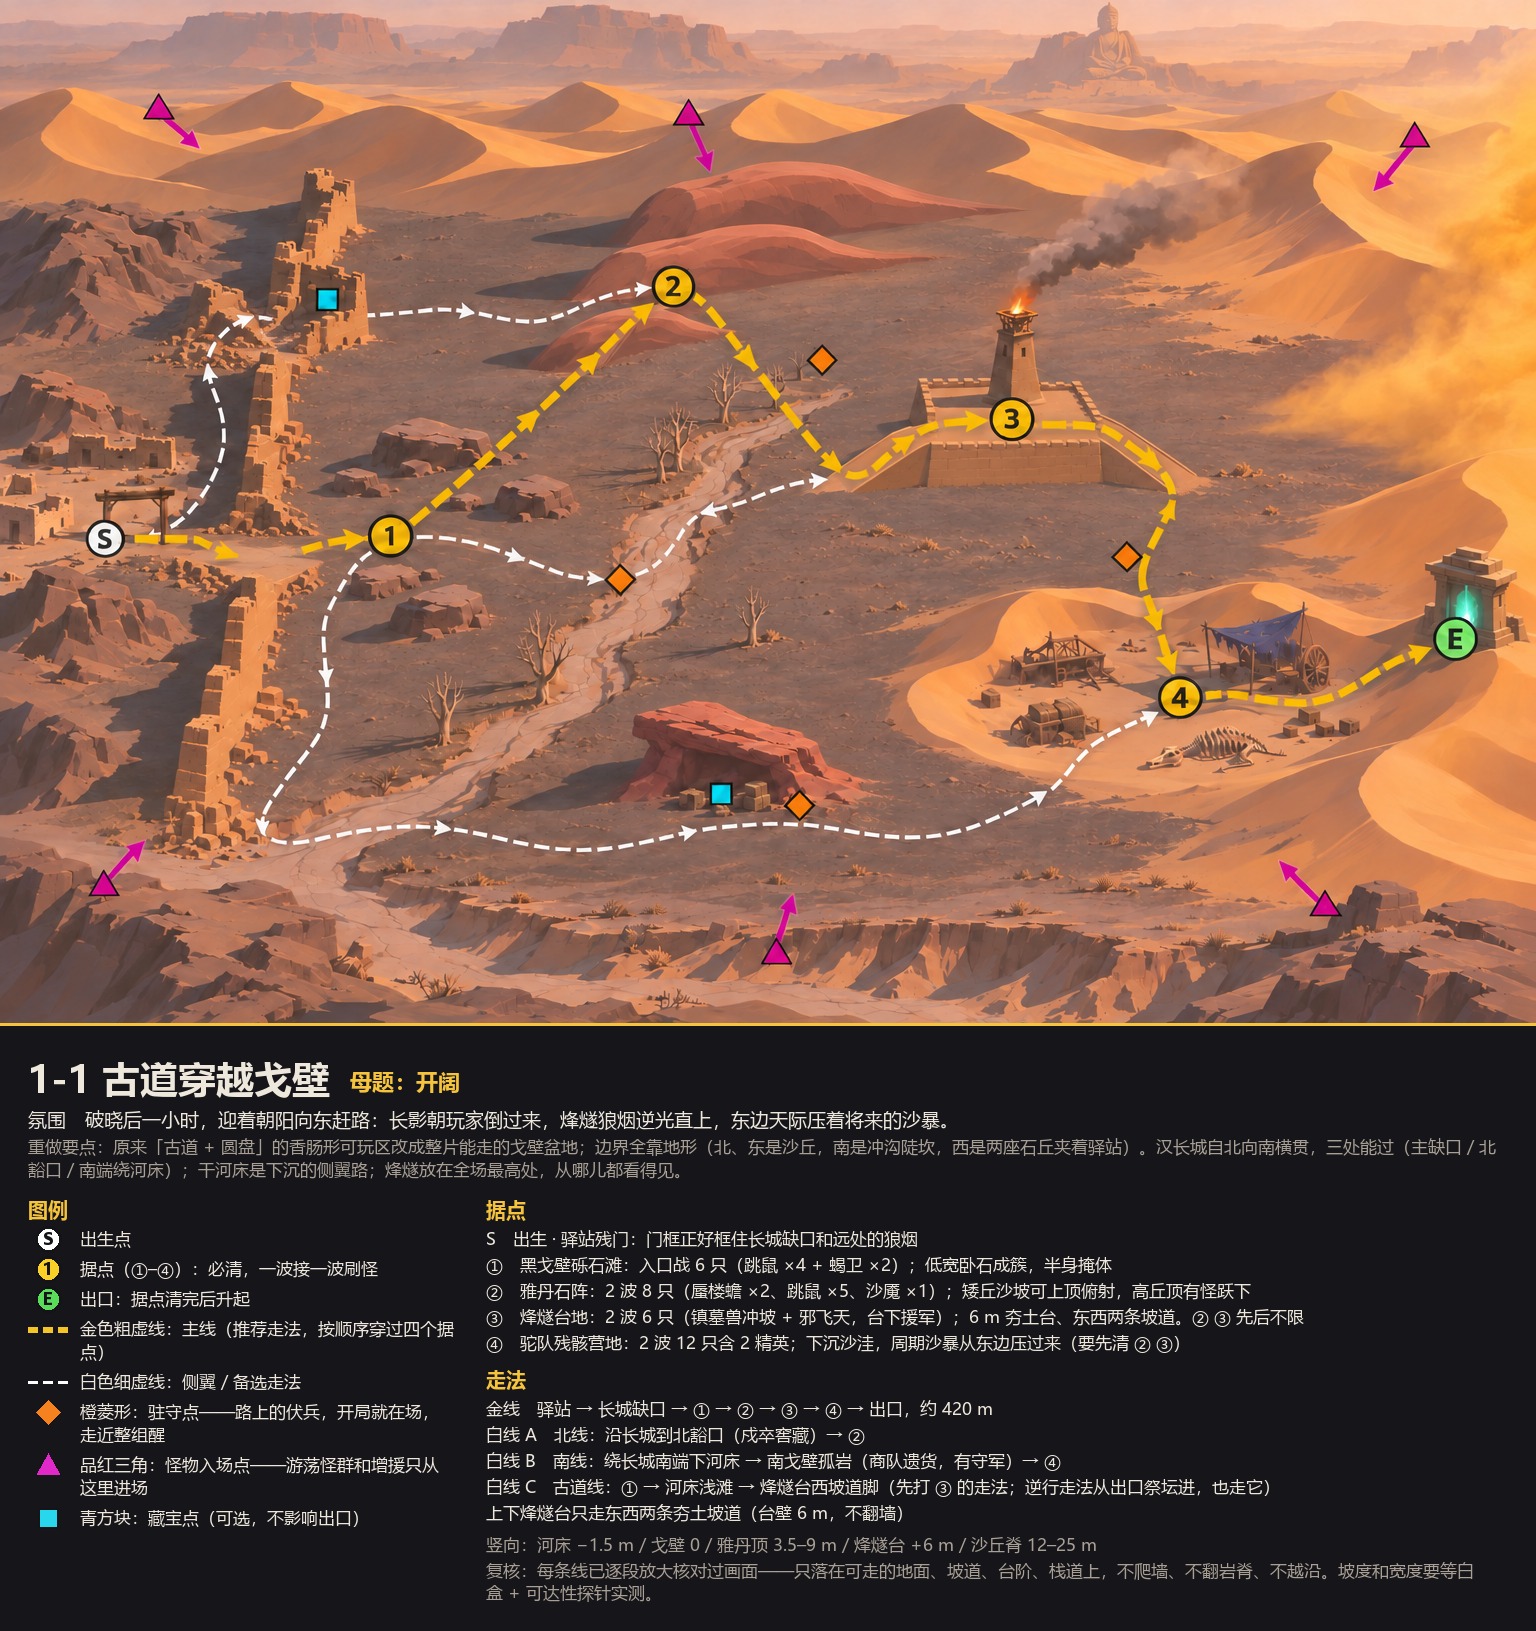 S
1
2
3
4
E
1-1 古道穿越戈壁 母题：开阔
氛围 破晓后一小时，迎着朝阳向东赶路：长影朝玩家倒过来，烽燧狼烟逆光直上，东边天际压着将来的沙暴。
重做要点：原来「古道 + 圆盘」的香肠形可玩区改成整片能走的戈壁盆地；边界全靠地形（北、东是沙丘，南是冲沟陡坎，西是两座石丘夹着驿站）。汉长城自北向南横贯，三处能过（主缺口 / 北
豁口 / 南端绕河床）；干河床是下沉的侧翼路；烽燧放在全场最高处，从哪儿都看得见。
图例
S 出生点
1 据点（①–④）：必清，一波接一波刷怪
E 出口：据点清完后升起
金色粗虚线：主线（推荐走法，按顺序穿过四个据
点）
白色细虚线：侧翼 / 备选走法
橙菱形：驻守点——路上的伏兵，开局就在场，
走近整组醒
品红三角：怪物入场点——游荡怪群和增援只从
这里进场
青方块：藏宝点（可选，不影响出口）
据点
S 出生 · 驿站残门：门框正好框住长城缺口和远处的狼烟
① 黑戈壁砾石滩：入口战 6 只（跳鼠 ×4 + 蝎卫 ×2）；低宽卧石成簇，半身掩体
② 雅丹石阵：2 波 8 只（蜃楼蟾 ×2、跳鼠 ×5、沙魇 ×1）；矮丘沙坡可上顶俯射，高丘顶有怪跃下
③ 烽燧台地：2 波 6 只（镇墓兽冲坡 + 邪飞天，台下援军）；6 m 夯土台、东西两条坡道。② ③ 先后不限
④ 驼队残骸营地：2 波 12 只含 2 精英；下沉沙洼，周期沙暴从东边压过来（要先清 ② ③）
走法
金线 驿站 → 长城缺口 → ① → ② → ③ → ④ → 出口，约 420 m
白线 A 北线：沿长城到北豁口（戍卒窖藏）→ ②
白线 B 南线：绕长城南端下河床 → 南戈壁孤岩（商队遗货，有守军）→ ④
白线 C 古道线：① → 河床浅滩 → 烽燧台西坡道脚（先打 ③ 的走法；逆行走法从出口祭坛进，也走它）
上下烽燧台只走东西两条夯土坡道（台壁 6 m，不翻墙）
竖向：河床 −1.5 m / 戈壁 0 / 雅丹顶 3.5–9 m / 烽燧台 +6 m / 沙丘脊 12–25 m
复核：每条线已逐段放大核对过画面——只落在可走的地面、坡道、台阶、栈道上，不爬墙、不翻岩脊、不越沿。坡度和宽度要等白
盒 + 可达性探针实测。